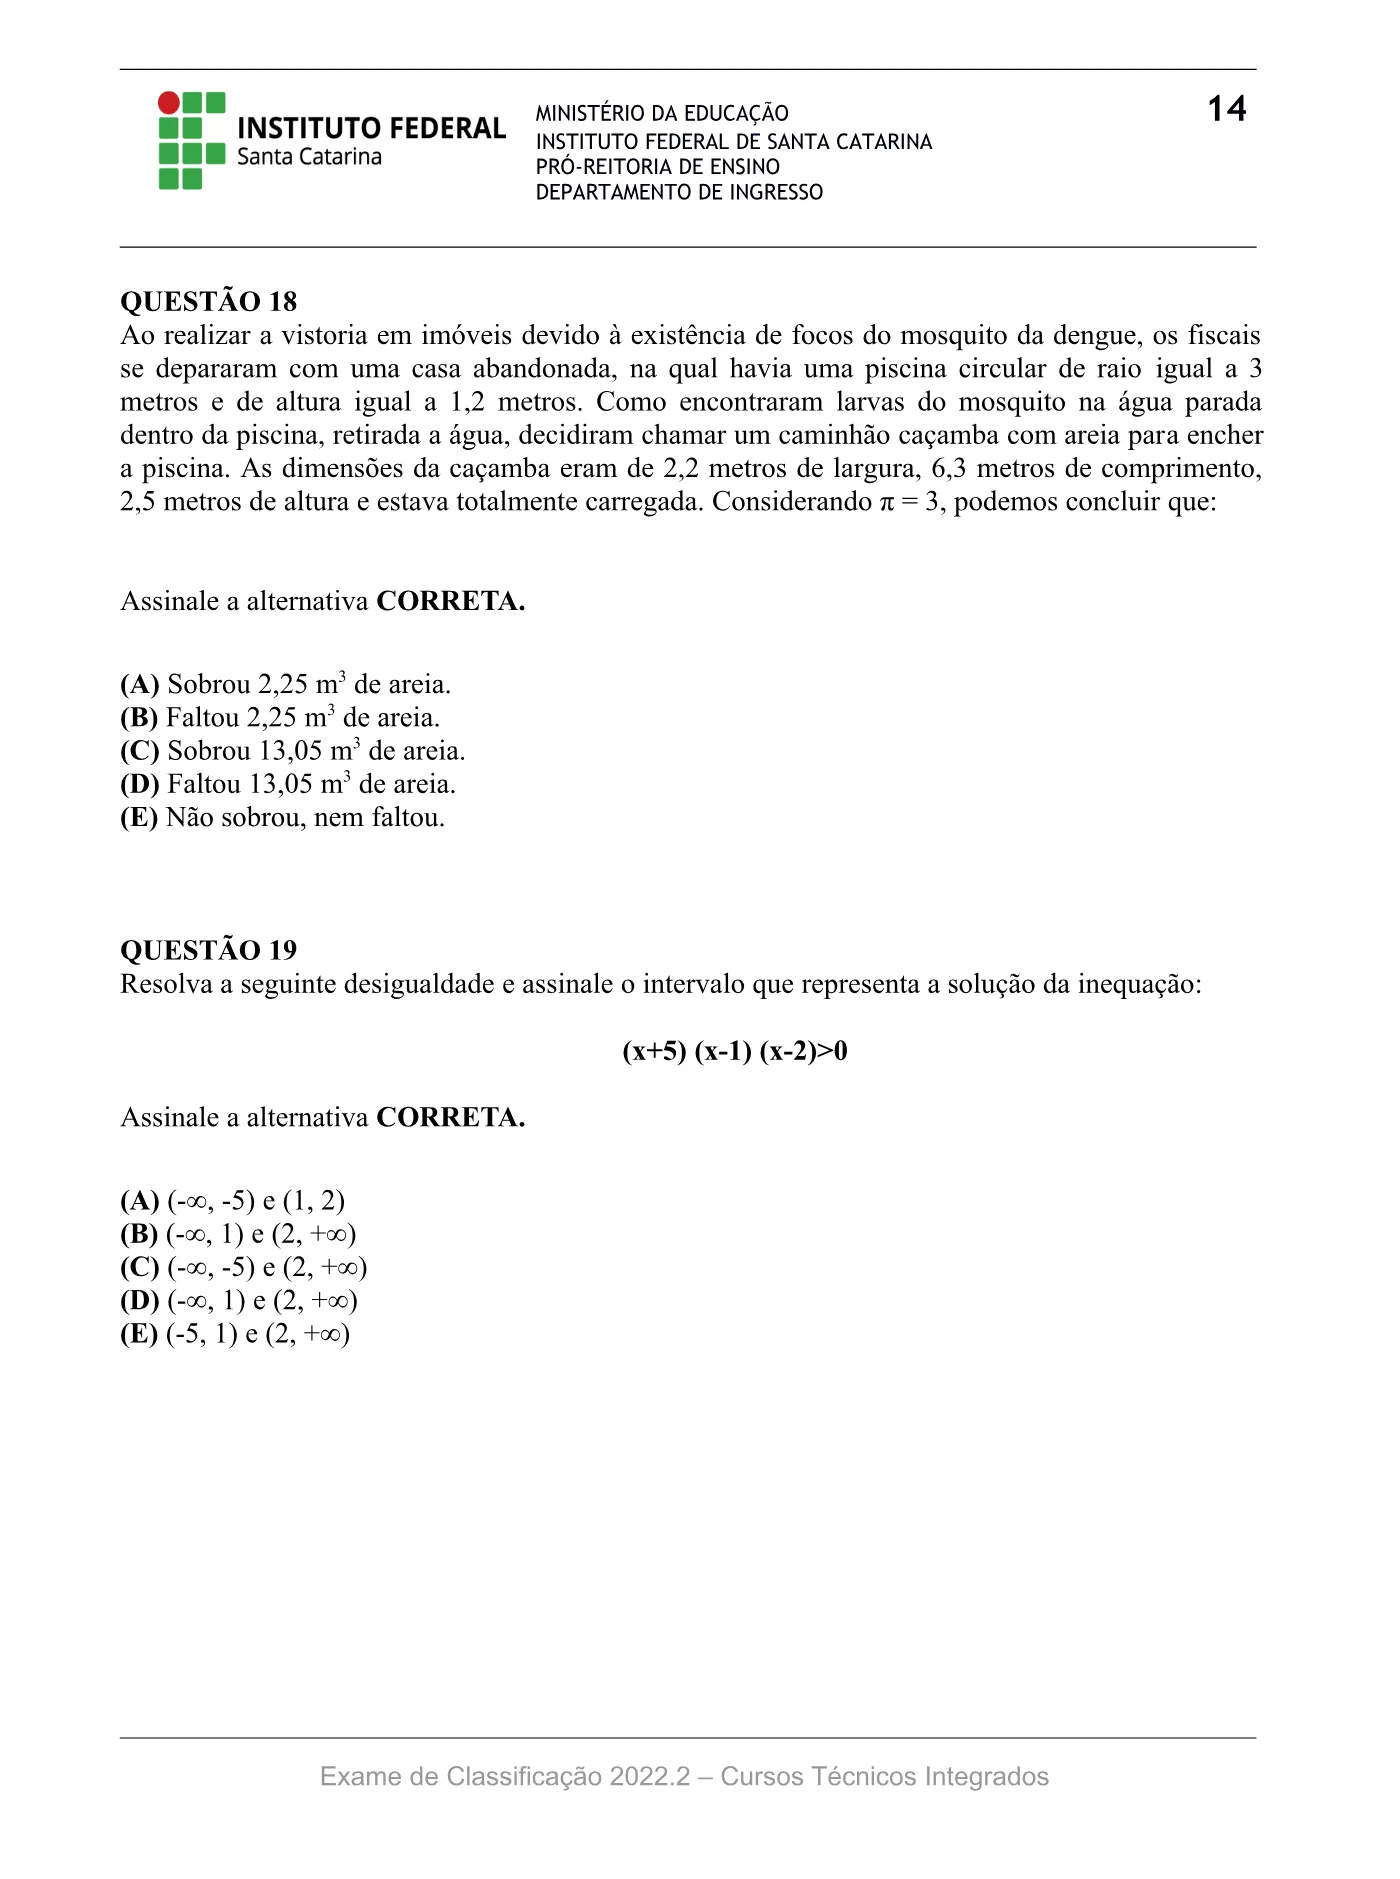 INSTITUTO FEDERAL
Santa Catarina
MINISTÉRIO DA EDUCAÇÃO
INSTITUTO FEDERAL DE SANTA CATARINA
PRÓ-REITORIA DE ENSINO
DEPARTAMENTO DE INGRESSO
14
QUESTÃO 18
Ao realizar a vistoria em imóveis devido à existência de focos do mosquito da dengue, os fiscais
se depararam com uma casa abandonada, na qual havia uma piscina circular de raio igual a 3
metros e de altura igual a 1,2 metros. Como encontraram larvas do mosquito na água parada
dentro da piscina, retirada a água, decidiram chamar um caminhão caçamba com areia para encher
a piscina. As dimensões da caçamba eram de 2,2 metros de largura, 6,3 metros de comprimento,
2,5 metros de altura e estava totalmente carregada. Considerando π = 3, podemos concluir que:
Assinale a alternativa CORRETA.
(A) Sobrou 2,25 m³ de areia.
(B) Faltou 2,25 m³ de areia.
(C) Sobrou 13,05 m³ de areia.
(D) Faltou 13,05 m³ de areia.
(E) Não sobrou, nem faltou.
QUESTÃO 19
Resolva a seguinte desigualdade e assinale o intervalo que representa a solução da inequação:
(x+5) (x-1) (x-2)>0
Assinale a alternativa CORRETA.
(A) (-∞, -5) e (1, 2)
(B) (-∞, 1) e (2, +∞)
(C) (-∞, -5) e (2, +∞)
(D) (-∞, 1) e (2, +∞)
(E) (-5, 1) e (2, +∞)
Exame de Classificação 2022.2 – Cursos Técnicos Integrados